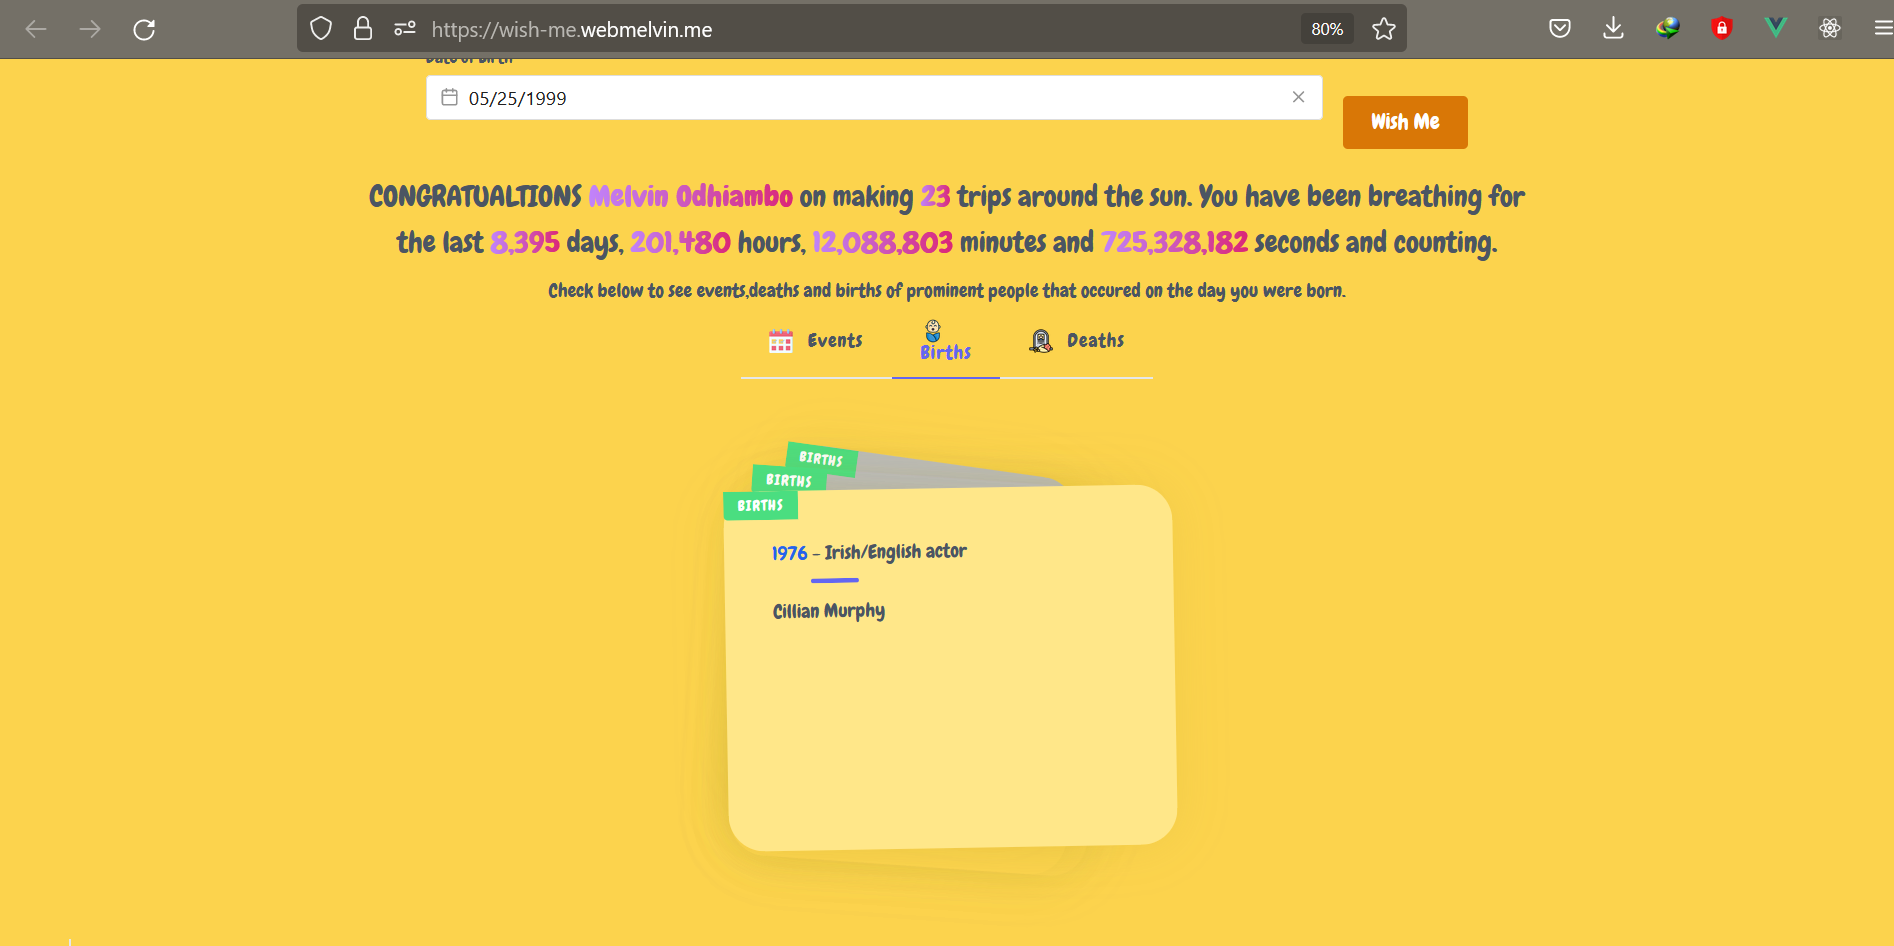 https://wish-me.webmelvin.me
80%
Date of Birth
05/25/1999
Wish Me
CONGRATUALTIONS Melvin Odhiambo on making 23 trips around the sun. You have been breathing for
the last 8,395 days, 201,480 hours, 12,088,803 minutes and 725,328,182 seconds and counting.
Check below to see events,deaths and births of prominent people that occured on the day you were born.
Events
Births
Deaths
BIRTHS
BIRTHS
BIRTHS
1976 - Irish/English actor
Cillian Murphy